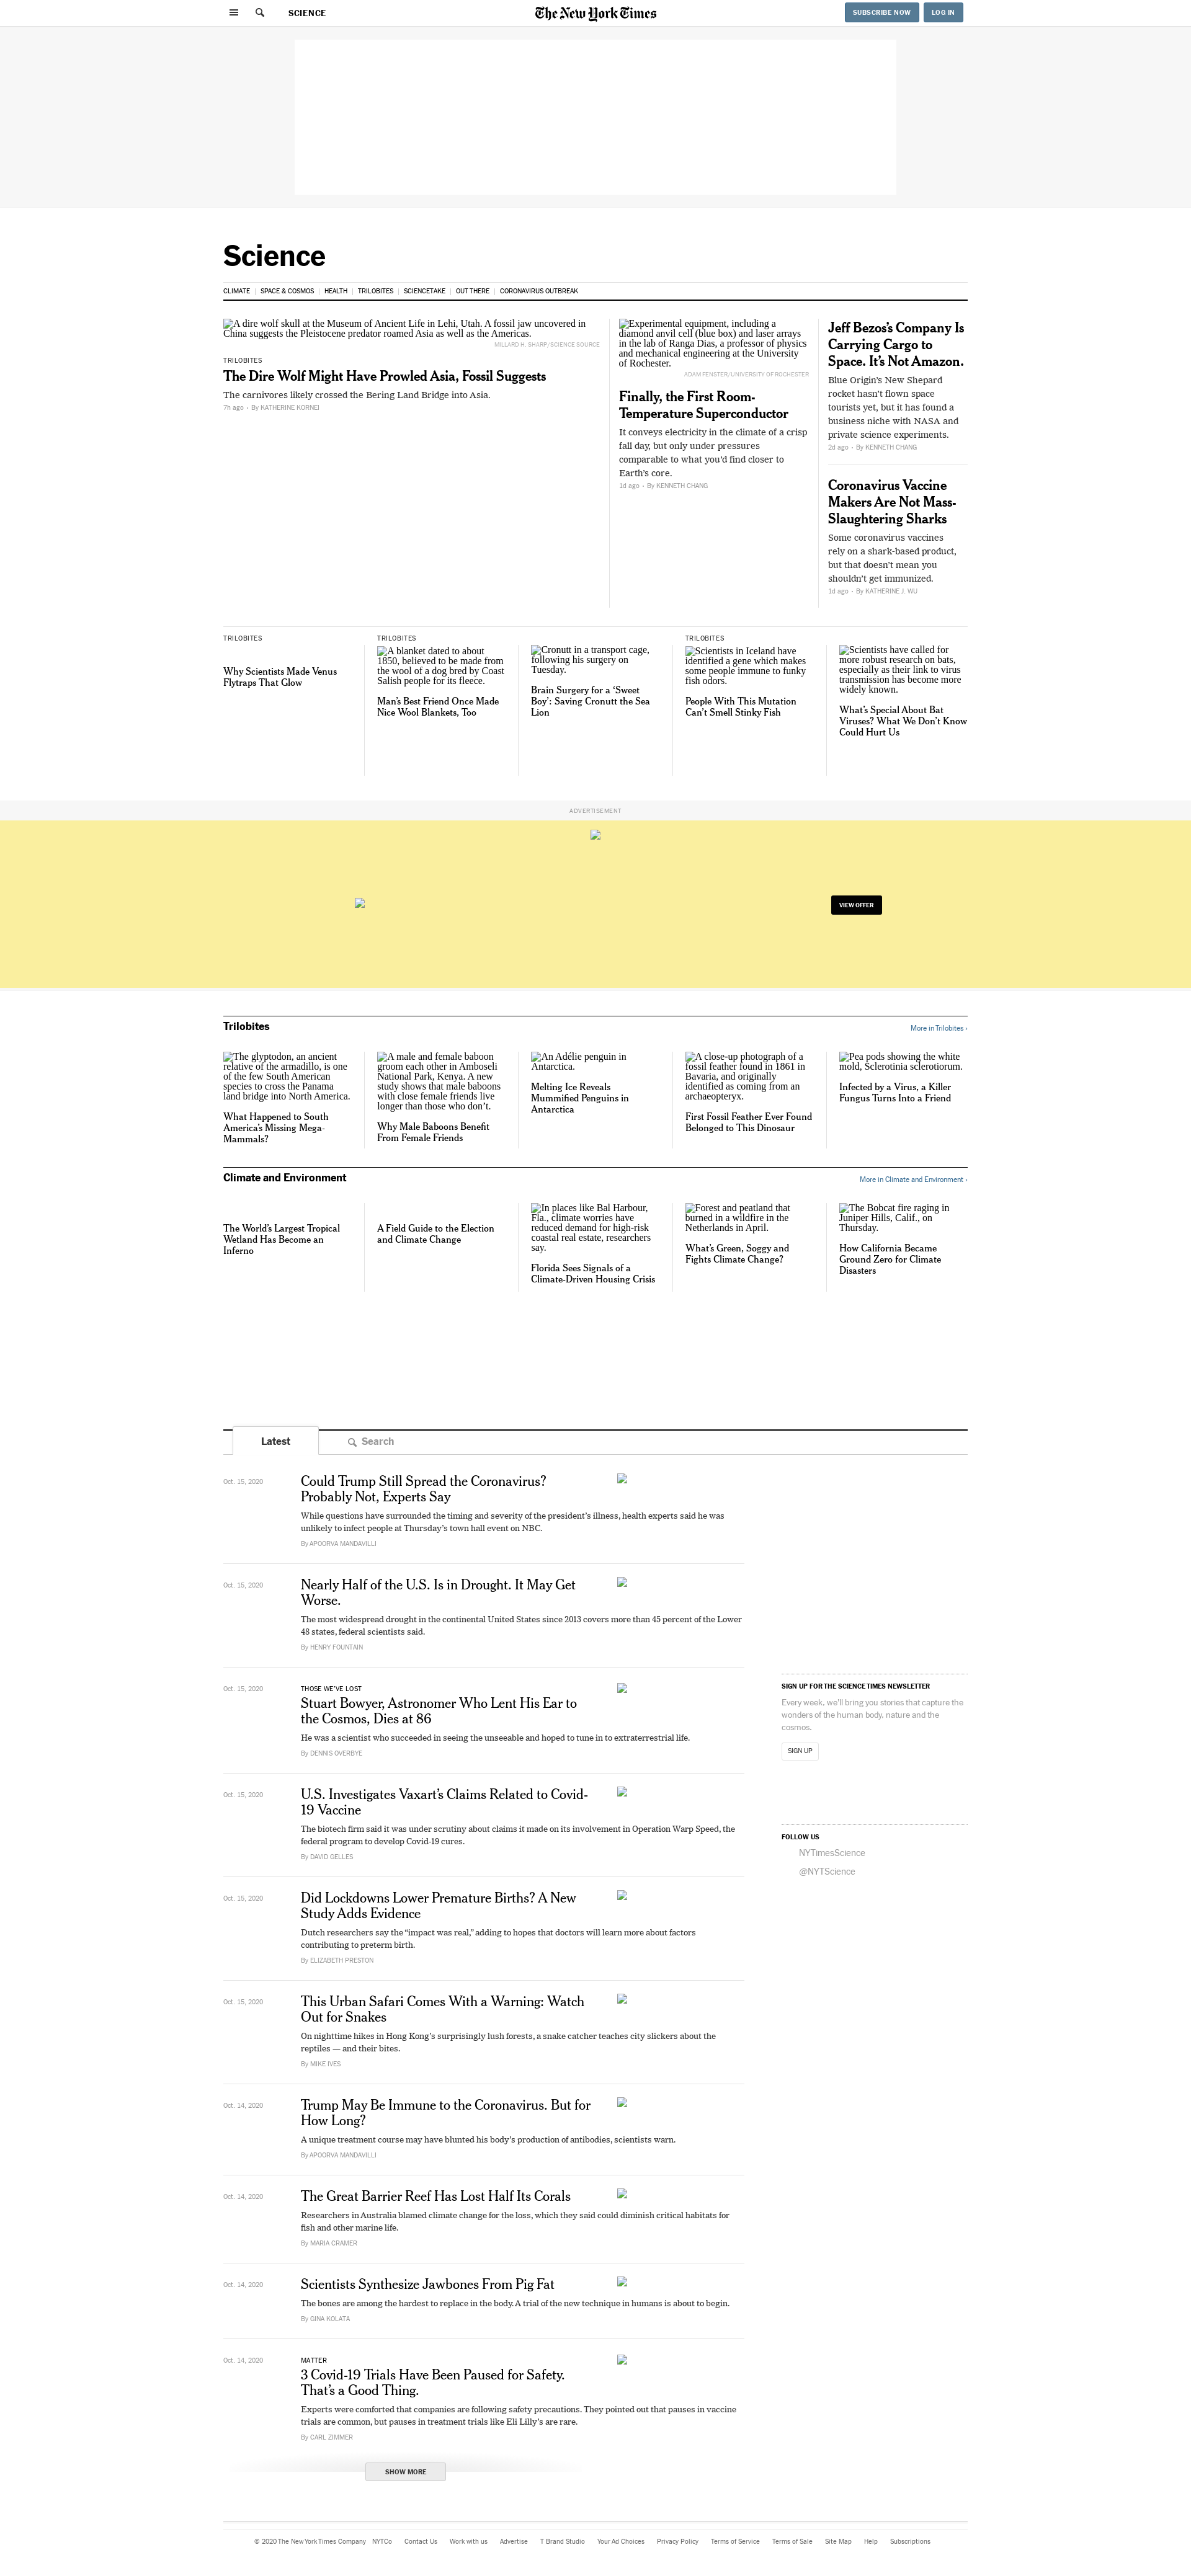 SCIENCE
The New York Times
SUBSCRIBE NOW
LOG IN
Science
CLIMATE
SPACE & COSMOS
HEALTH
TRILOBITES
SCIENCETAKE
OUT THERE
CORONAVIRUS OUTBREAK
A dire wolf skull at the Museum of Ancient Life in Lehi, Utah. A fossil jaw uncovered in
China suggests the Pleistocene predator roamed Asia as well as the Americas.
MILLARD H. SHARP/SCIENCE SOURCE
TRILOBITES
The Dire Wolf Might Have Prowled Asia, Fossil Suggests
The carnivores likely crossed the Bering Land Bridge into Asia.
7h ago • By KATHERINE KORNEI
Experimental equipment, including a
diamond anvil cell (blue box) and laser arrays
in the lab of Ranga Dias, a professor of physics
and mechanical engineering at the University
of Rochester.
ADAM FENSTER/UNIVERSITY OF ROCHESTER
Finally, the First Room-
Temperature Superconductor
It conveys electricity in the climate of a crisp
fall day, but only under pressures
comparable to what you’d find closer to
Earth’s core.
1d ago • By KENNETH CHANG
Jeff Bezos’s Company Is
Carrying Cargo to
Space. It’s Not Amazon.
Blue Origin’s New Shepard
rocket hasn’t flown space
tourists yet, but it has found a
business niche with NASA and
private science experiments.
2d ago • By KENNETH CHANG
Coronavirus Vaccine
Makers Are Not Mass-
Slaughtering Sharks
Some coronavirus vaccines
rely on a shark-based product,
but that doesn’t mean you
shouldn’t get immunized.
1d ago • By KATHERINE J. WU
TRILOBITES
Why Scientists Made Venus
Flytraps That Glow
TRILOBITES
A blanket dated to about
1850, believed to be made from
the wool of a dog bred by Coast
Salish people for its fleece.
Man’s Best Friend Once Made
Nice Wool Blankets, Too
Cronutt in a transport cage,
following his surgery on
Tuesday.
Brain Surgery for a ‘Sweet
Boy’: Saving Cronutt the Sea
Lion
TRILOBITES
Scientists in Iceland have
identified a gene which makes
some people immune to funky
fish odors.
People With This Mutation
Can’t Smell Stinky Fish
Scientists have called for
more robust research on bats,
especially as their link to virus
transmission has become more
widely known.
What’s Special About Bat
Viruses? What We Don’t Know
Could Hurt Us
ADVERTISEMENT
VIEW OFFER
Trilobites
More in Trilobites ›
The glyptodon, an ancient
relative of the armadillo, is one
of the few South American
species to cross the Panama
land bridge into North America.
What Happened to South
America’s Missing Mega-
Mammals?
A male and female baboon
groom each other in Amboseli
National Park, Kenya. A new
study shows that male baboons
with close female friends live
longer than those who don’t.
Why Male Baboons Benefit
From Female Friends
An Adélie penguin in
Antarctica.
Melting Ice Reveals
Mummified Penguins in
Antarctica
A close-up photograph of a
fossil feather found in 1861 in
Bavaria, and originally
identified as coming from an
archaeopteryx.
First Fossil Feather Ever Found
Belonged to This Dinosaur
Pea pods showing the white
mold, Sclerotinia sclerotiorum.
Infected by a Virus, a Killer
Fungus Turns Into a Friend
Climate and Environment
More in Climate and Environment ›
The World’s Largest Tropical
Wetland Has Become an
Inferno
A Field Guide to the Election
and Climate Change
In places like Bal Harbour,
Fla., climate worries have
reduced demand for high-risk
coastal real estate, researchers
say.
Florida Sees Signals of a
Climate-Driven Housing Crisis
Forest and peatland that
burned in a wildfire in the
Netherlands in April.
What’s Green, Soggy and
Fights Climate Change?
The Bobcat fire raging in
Juniper Hills, Calif., on
Thursday.
How California Became
Ground Zero for Climate
Disasters
Latest
Search
Oct. 15, 2020
Could Trump Still Spread the Coronavirus?
Probably Not, Experts Say
While questions have surrounded the timing and severity of the president’s illness, health experts said he was
unlikely to infect people at Thursday’s town hall event on NBC.
By APOORVA MANDAVILLI
Oct. 15, 2020
Nearly Half of the U.S. Is in Drought. It May Get
Worse.
The most widespread drought in the continental United States since 2013 covers more than 45 percent of the Lower
48 states, federal scientists said.
By HENRY FOUNTAIN
Oct. 15, 2020
THOSE WE’VE LOST
Stuart Bowyer, Astronomer Who Lent His Ear to
the Cosmos, Dies at 86
He was a scientist who succeeded in seeing the unseeable and hoped to tune in to extraterrestrial life.
By DENNIS OVERBYE
Oct. 15, 2020
U.S. Investigates Vaxart’s Claims Related to Covid-
19 Vaccine
The biotech firm said it was under scrutiny about claims it made on its involvement in Operation Warp Speed, the
federal program to develop Covid-19 cures.
By DAVID GELLES
Oct. 15, 2020
Did Lockdowns Lower Premature Births? A New
Study Adds Evidence
Dutch researchers say the “impact was real,” adding to hopes that doctors will learn more about factors
contributing to preterm birth.
By ELIZABETH PRESTON
Oct. 15, 2020
This Urban Safari Comes With a Warning: Watch
Out for Snakes
On nighttime hikes in Hong Kong’s surprisingly lush forests, a snake catcher teaches city slickers about the
reptiles — and their bites.
By MIKE IVES
Oct. 14, 2020
Trump May Be Immune to the Coronavirus. But for
How Long?
A unique treatment course may have blunted his body’s production of antibodies, scientists warn.
By APOORVA MANDAVILLI
Oct. 14, 2020
The Great Barrier Reef Has Lost Half Its Corals
Researchers in Australia blamed climate change for the loss, which they said could diminish critical habitats for
fish and other marine life.
By MARIA CRAMER
Oct. 14, 2020
Scientists Synthesize Jawbones From Pig Fat
The bones are among the hardest to replace in the body. A trial of the new technique in humans is about to begin.
By GINA KOLATA
Oct. 14, 2020
MATTER
3 Covid-19 Trials Have Been Paused for Safety.
That’s a Good Thing.
Experts were comforted that companies are following safety precautions. They pointed out that pauses in vaccine
trials are common, but pauses in treatment trials like Eli Lilly’s are rare.
By CARL ZIMMER
SHOW MORE
SIGN UP FOR THE SCIENCE TIMES NEWSLETTER
Every week, we’ll bring you stories that capture the
wonders of the human body, nature and the
cosmos.
SIGN UP
FOLLOW US
NYTimesScience
@NYTScience
© 2020 The New York Times Company
NYTCo
Contact Us
Work with us
Advertise
T Brand Studio
Your Ad Choices
Privacy Policy
Terms of Service
Terms of Sale
Site Map
Help
Subscriptions